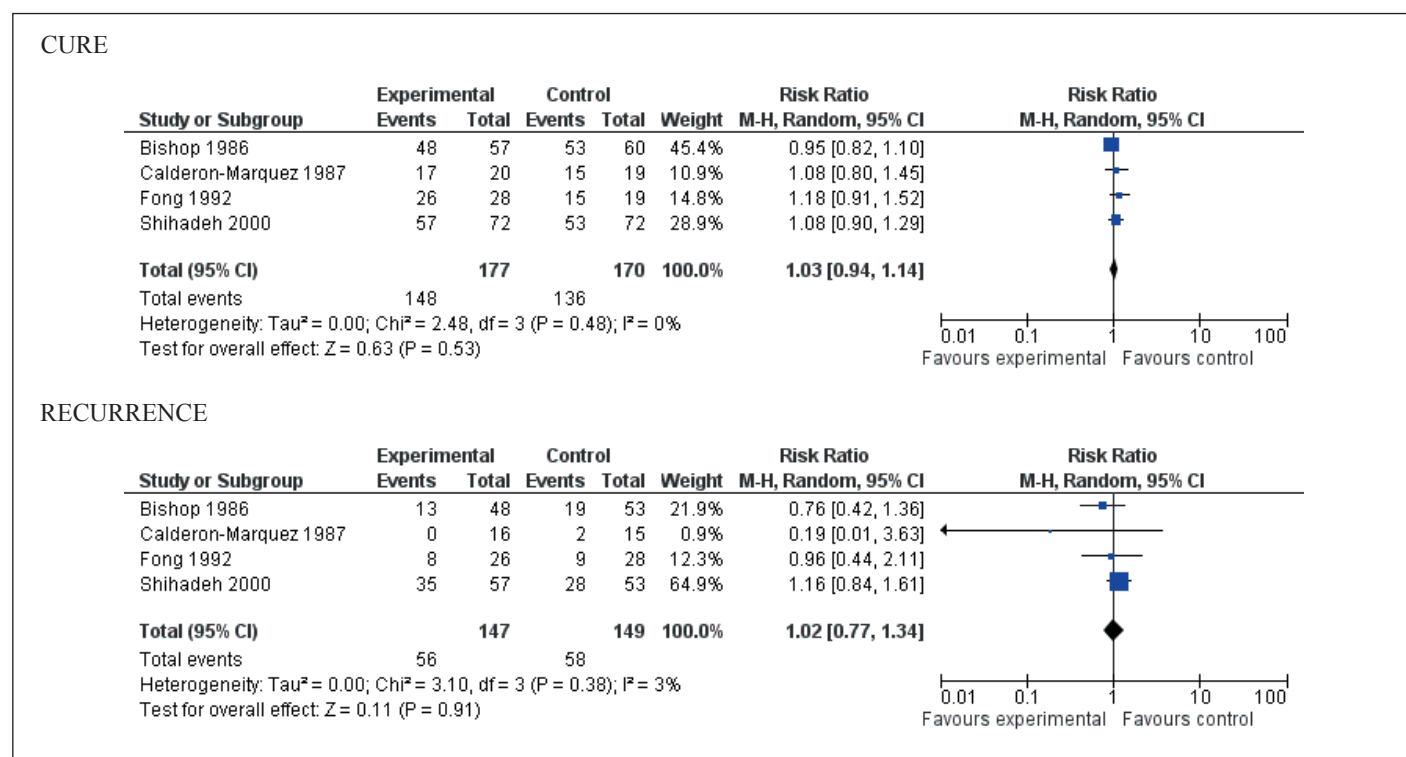 CURE
Experimental Control Risk Ratio Risk Ratio
Study or Subgroup Events Total Events Total Weight M-H, Random, 95% CI M-H, Random, 95% CI
Bishop 1986 48 57 53 60 45.4% 0.95 [0.82, 1.10]
Calderon-Marquez 1987 17 20 15 19 10.9% 1.08 [0.80, 1.45]
Fong 1992 26 28 15 19 14.8% 1.18 [0.91, 1.52]
Shihadeh 2000 57 72 53 72 28.9% 1.08 [0.90, 1.29]
Total (95% CI) 177 170 100.0% 1.03 [0.94, 1.14]
Total events 148 136
Heterogeneity: Tau² = 0.00; Chi² = 2.48, df = 3 (P = 0.48); I² = 0%
Test for overall effect: Z = 0.63 (P = 0.53)
0.01 0.1 1 10 100
Favours experimental Favours control
RECURRENCE
Experimental Control Risk Ratio Risk Ratio
Study or Subgroup Events Total Events Total Weight M-H, Random, 95% CI M-H, Random, 95% CI
Bishop 1986 13 48 19 53 21.9% 0.76 [0.42, 1.36]
Calderon-Marquez 1987 0 16 2 15 0.9% 0.19 [0.01, 3.63]
Fong 1992 8 26 9 28 12.3% 0.96 [0.44, 2.11]
Shihadeh 2000 35 57 28 53 64.9% 1.16 [0.84, 1.61]
Total (95% CI) 147 149 100.0% 1.02 [0.77, 1.34]
Total events 56 58
Heterogeneity: Tau² = 0.00; Chi² = 3.10, df = 3 (P = 0.38); I² = 3%
Test for overall effect: Z = 0.11 (P = 0.91)
0.01 0.1 1 10 100
Favours experimental Favours control